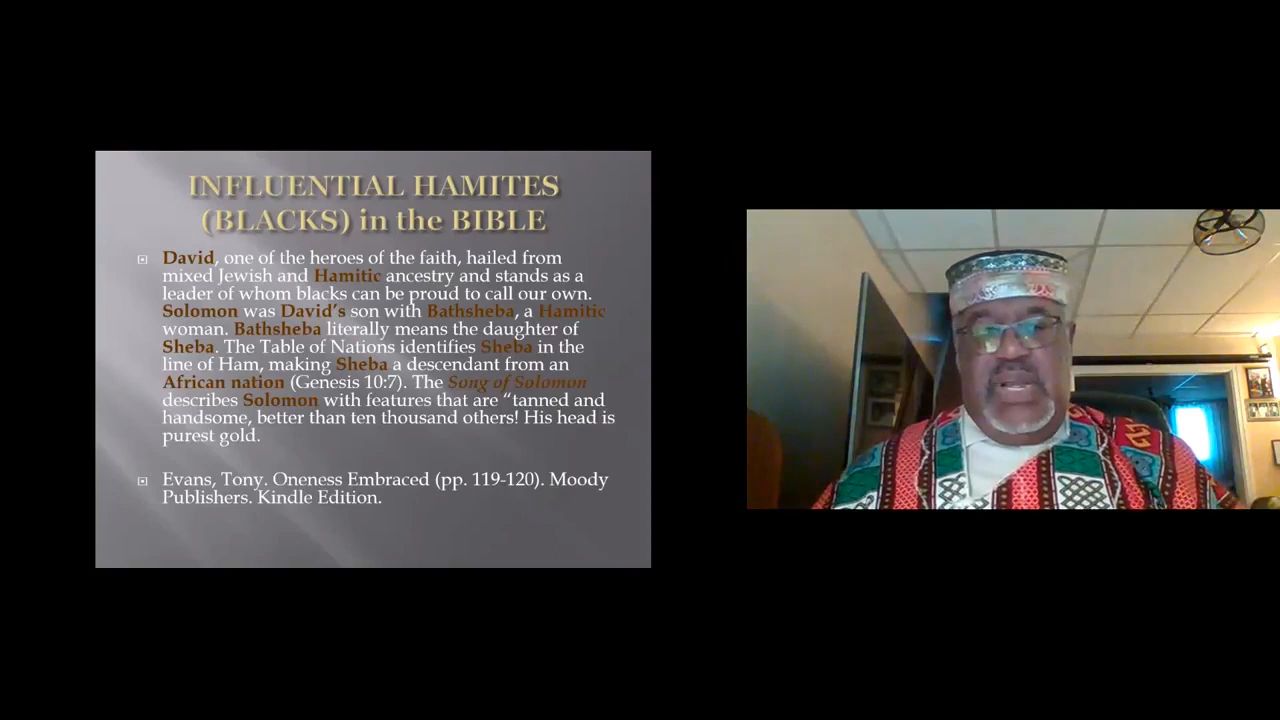 INFLUENTIAL HAMITES
(BLACKS) in the BIBLE
David, one of the heroes of the faith, hailed from
mixed Jewish and Hamitic ancestry and stands as a
leader of whom blacks can be proud to call our own.
Solomon was David's son with Bathsheba, a Hamitic
woman. Bathsheba literally means the daughter of
Sheba. The Table of Nations identifies Sheba in the
line of Ham, making Sheba a descendant from an
African nation (Genesis 10:7). The Song of Solomon
describes Solomon with features that are “tanned and
handsome, better than ten thousand others! His head is
purest gold.
Evans, Tony. Oneness Embraced (pp. 119-120). Moody
Publishers. Kindle Edition.